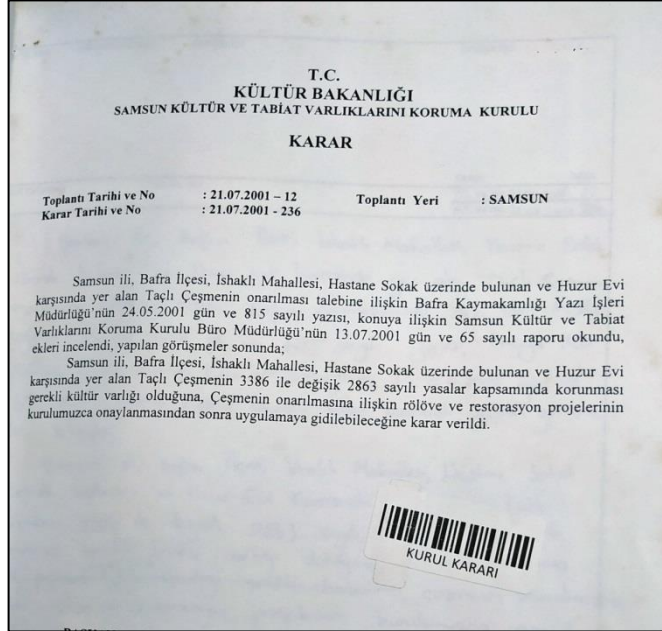 T.C.
KÜLTÜR BAKANLIĞI
SAMSUN KÜLTÜR VE TABİAT VARLIKLARINI KORUMA KURULU
KARAR
Toplantı Tarihi ve No : 21.07.2001 – 12 Toplantı Yeri : SAMSUN
Karar Tarihi ve No : 21.07.2001 - 236
Samsun ili, Bafra İlçesi, İshaklı Mahallesi, Hastane Sokak üzerinde bulunan ve Huzur Evi
karşısında yer alan Taçlı Çeşmenin onarılması talebine ilişkin Bafra Kaymakamlığı Yazı İşleri
Müdürlüğü'nün 24.05.2001 gün ve 815 sayılı yazısı, konuya ilişkin Samsun Kültür ve Tabiat
Varlıklarını Koruma Kurulu Büro Müdürlüğü'nün 13.07.2001 gün ve 65 sayılı raporu okundu,
ekleri incelendi, yapılan görüşmeler sonunda;
Samsun ili, Bafra İlçesi, İshaklı Mahallesi, Hastane Sokak üzerinde bulunan ve Huzur Evi
karşısında yer alan Taçlı Çeşmenin 3386 ile değişik 2863 sayılı yasalar kapsamında korunması
gerekli kültür varlığı olduğuna, Çeşmenin onarılmasına ilişkin rölöve ve restorasyon projelerinin
kurulumuzca onaylanmasından sonra uygulamaya gidilebileceğine karar verildi.
KURUL KARARI